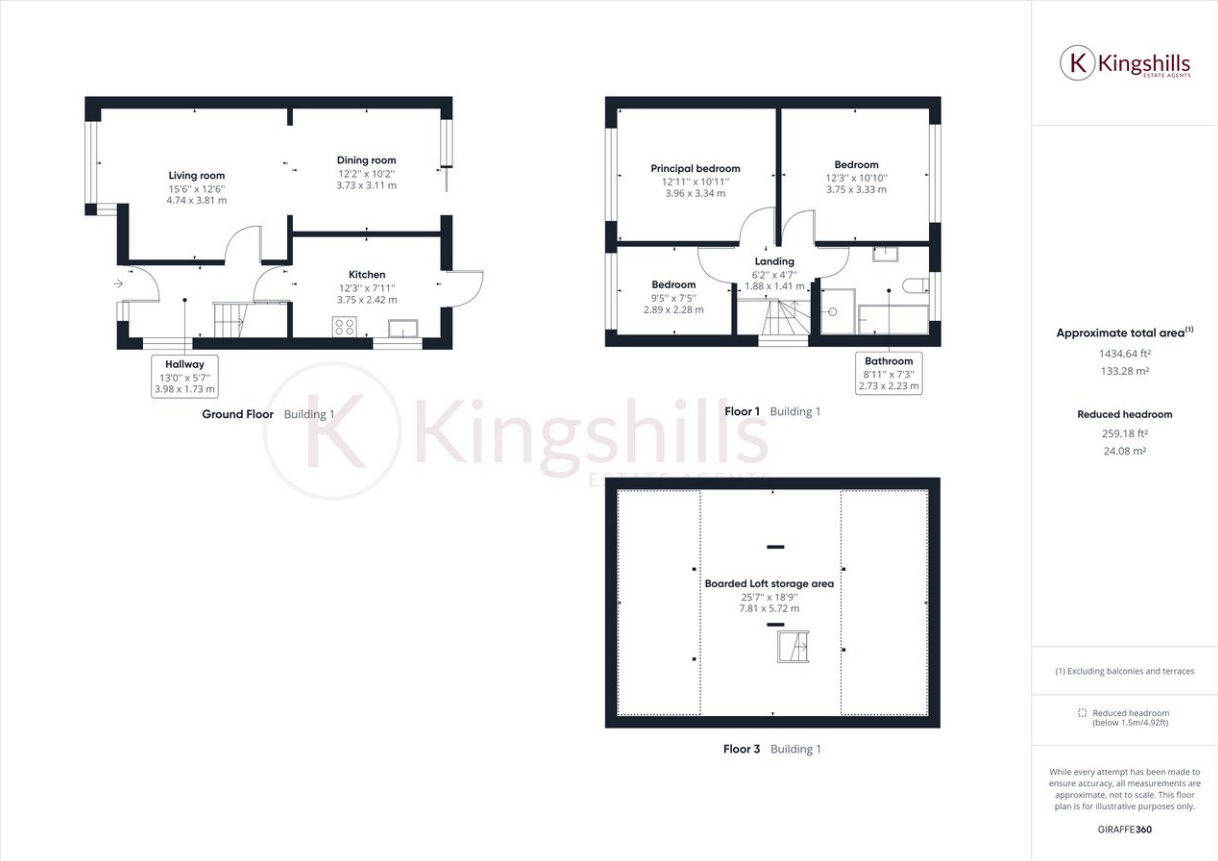 Living room
15'6" x 12'6"
4.74 x 3.81 m
Dining room
12'2" x 10'2"
3.73 x 3.11 m
Kitchen
12'3" x 7'11"
3.75 x 2.42 m
Hallway
13'0" x 5'7"
3.98 x 1.73 m
Ground Floor Building 1
Principal bedroom
12'11" x 10'11"
3.96 x 3.34 m
Bedroom
12'3" x 10'10"
3.75 x 3.33 m
Landing
6'2" x 4'7"
1.88 x 1.41 m
Bedroom
9'5" x 7'5"
2.89 x 2.28 m
Bathroom
8'11" x 7'3"
2.73 x 2.23 m
Floor 1 Building 1
K Kingshills
ESTATE AGENTS
Boarded Loft storage area
25'7" x 18'9"
7.81 x 5.72 m
Floor 3 Building 1
K Kingshills
ESTATE AGENTS
Approximate total area(1)
1434.64 ft²
133.28 m²
Reduced headroom
259.18 ft²
24.08 m²
(1) Excluding balconies and terraces
Reduced headroom
(below 1.5m/4.92ft)
While every attempt has been made to
ensure accuracy, all measurements are
approximate, not to scale. This floor
plan is for illustrative purposes only.
GIRAFFE360